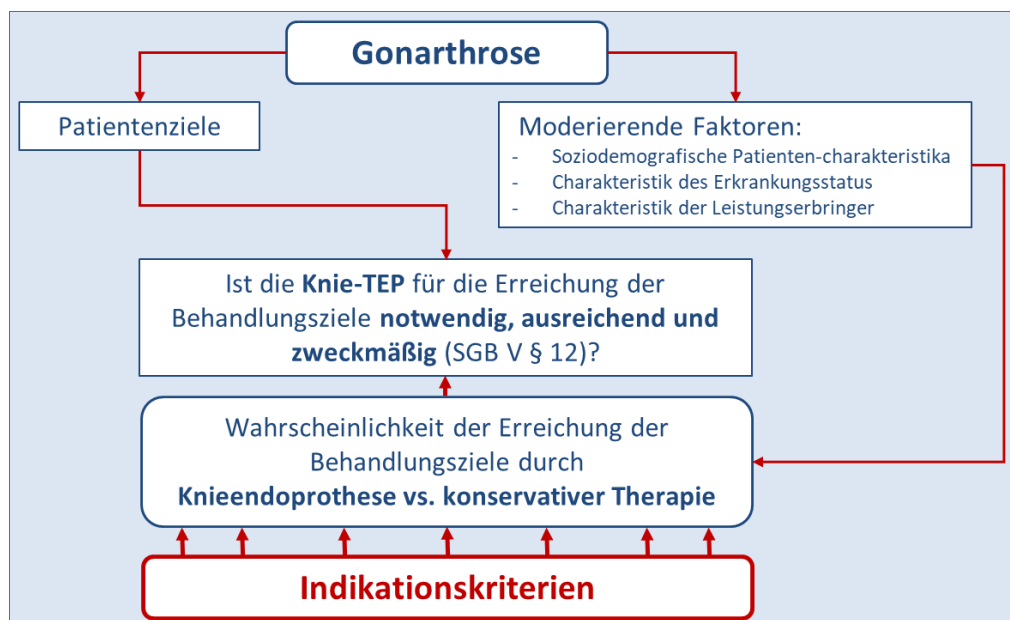 Gonarthrose
Patientenziele
Moderierende Faktoren:
- Soziodemografische Patienten-charakteristika
- Charakteristik des Erkrankungsstatus
- Charakteristik der Leistungserbringer
Ist die Knie-TEP für die Erreichung der
Behandlungsziele notwendig, ausreichend und
zweckmäßig (SGB V § 12)?
Wahrscheinlichkeit der Erreichung der
Behandlungsziele durch
Knieendoprothese vs. konservativer Therapie
Indikationskriterien